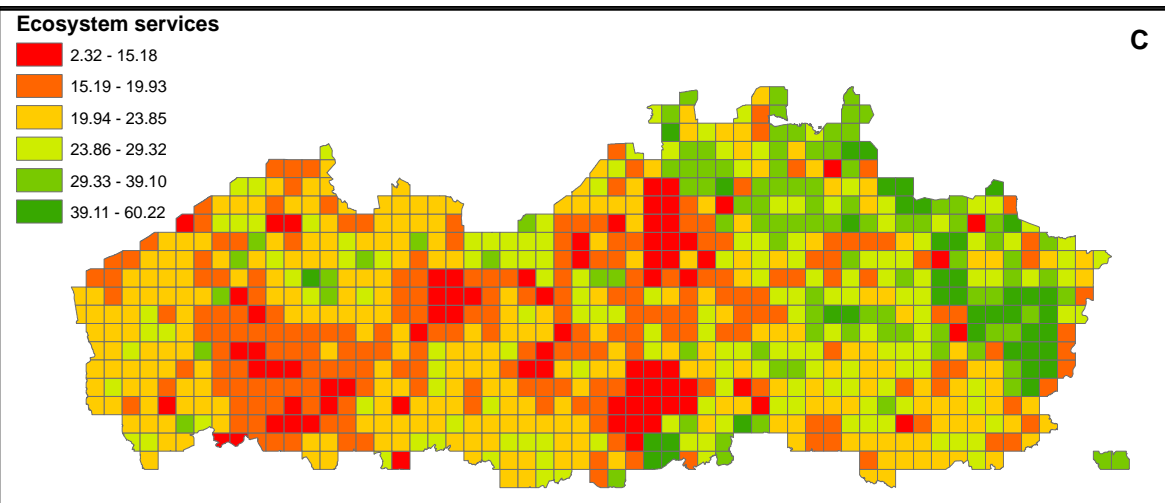 Ecosystem services
C
2.32 - 15.18
15.19 - 19.93
19.94 - 23.85
23.86 - 29.32
29.33 - 39.10
39.11 - 60.22